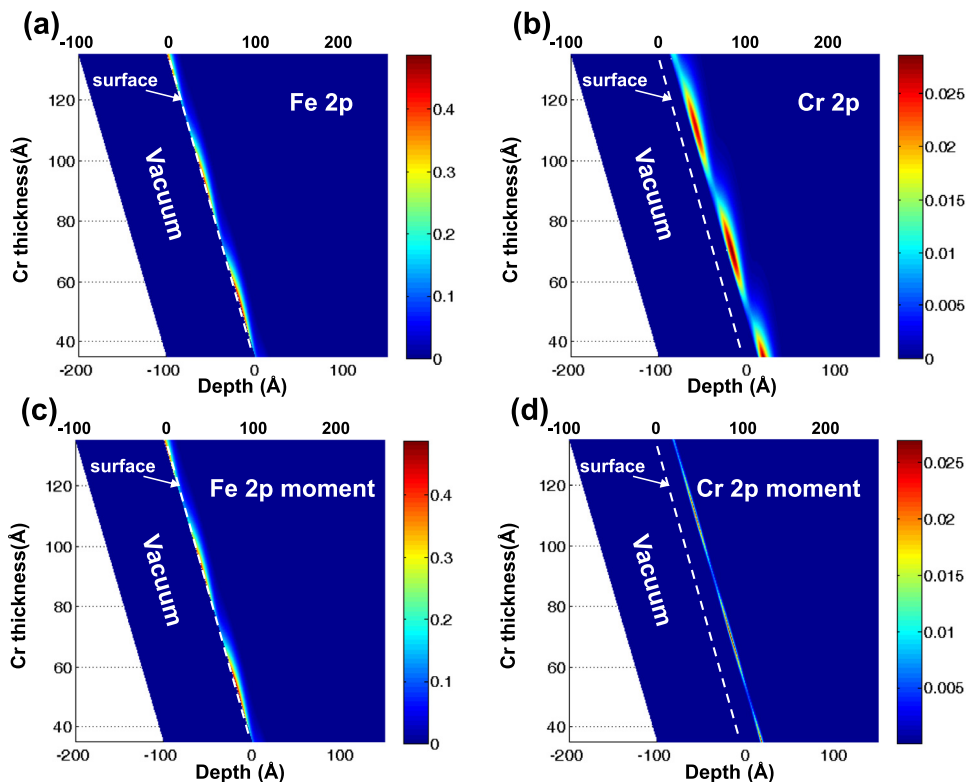 (a)
-100 0 100 200
surface
Fe 2p
Vacuum
Cr thickness(Å)
120
100
80
60
40
-200 -100 0 100
Depth (Å)
0.4
0.3
0.2
0.1
0
(b)
-100 0 100 200
surface
Cr 2p
Vacuum
Cr thickness(Å)
120
100
80
60
40
-200 -100 0 100
Depth (Å)
0.025
0.02
0.015
0.01
0.005
0
(c)
-100 0 100 200
surface
Fe 2p moment
Vacuum
Cr thickness(Å)
120
100
80
60
40
-200 -100 0 100
Depth (Å)
0.4
0.3
0.2
0.1
0
(d)
-100 0 100 200
surface
Cr 2p moment
Vacuum
Cr thickness(Å)
120
100
80
60
40
-200 -100 0 100
Depth (Å)
0.025
0.02
0.015
0.01
0.005